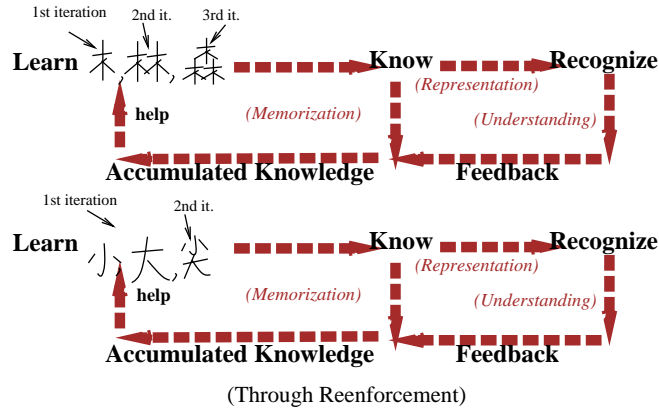 1st iteration 2nd it. 3rd it.
Learn 木, 林, 森 Know Recognize
(Representation)
help (Memorization) (Understanding)
Accumulated Knowledge Feedback
1st iteration 2nd it.
Learn 小, 大, 尖 Know Recognize
(Representation)
help (Memorization) (Understanding)
Accumulated Knowledge Feedback
(Through Reenforcement)